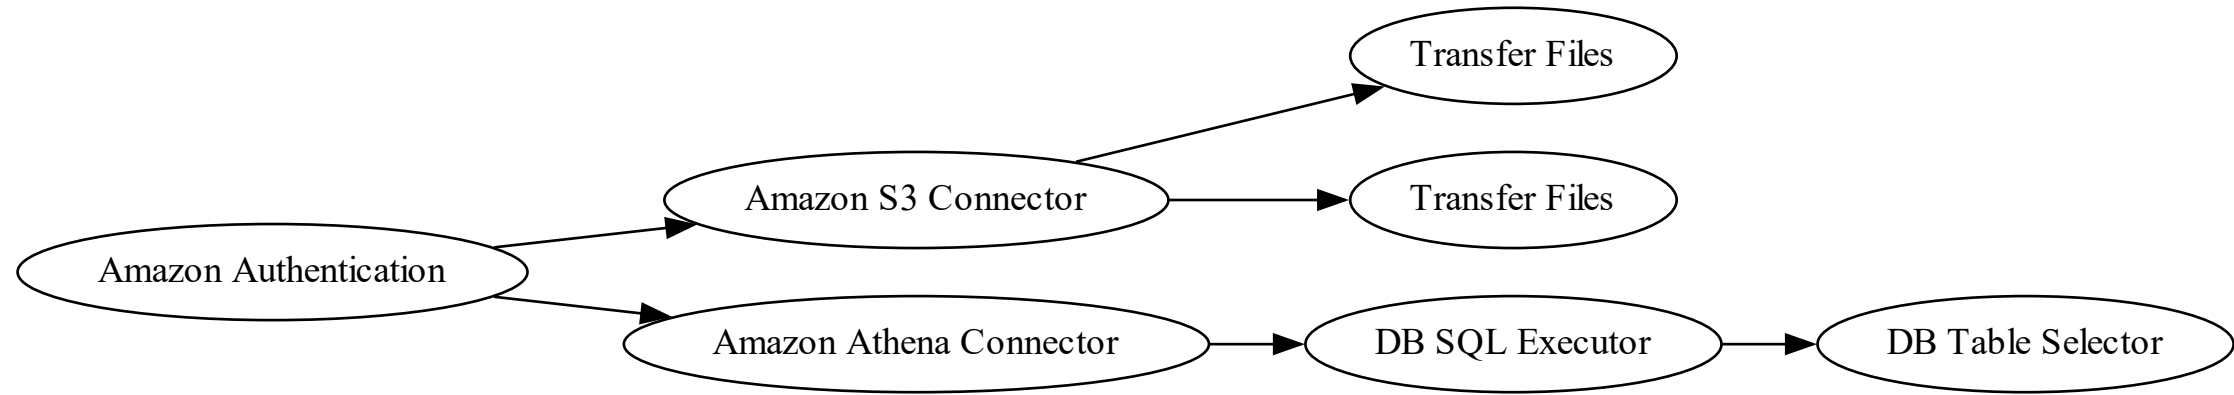 Transfer Files
Amazon S3 Connector
Transfer Files
Amazon Authentication
Amazon Athena Connector
DB SQL Executor
DB Table Selector